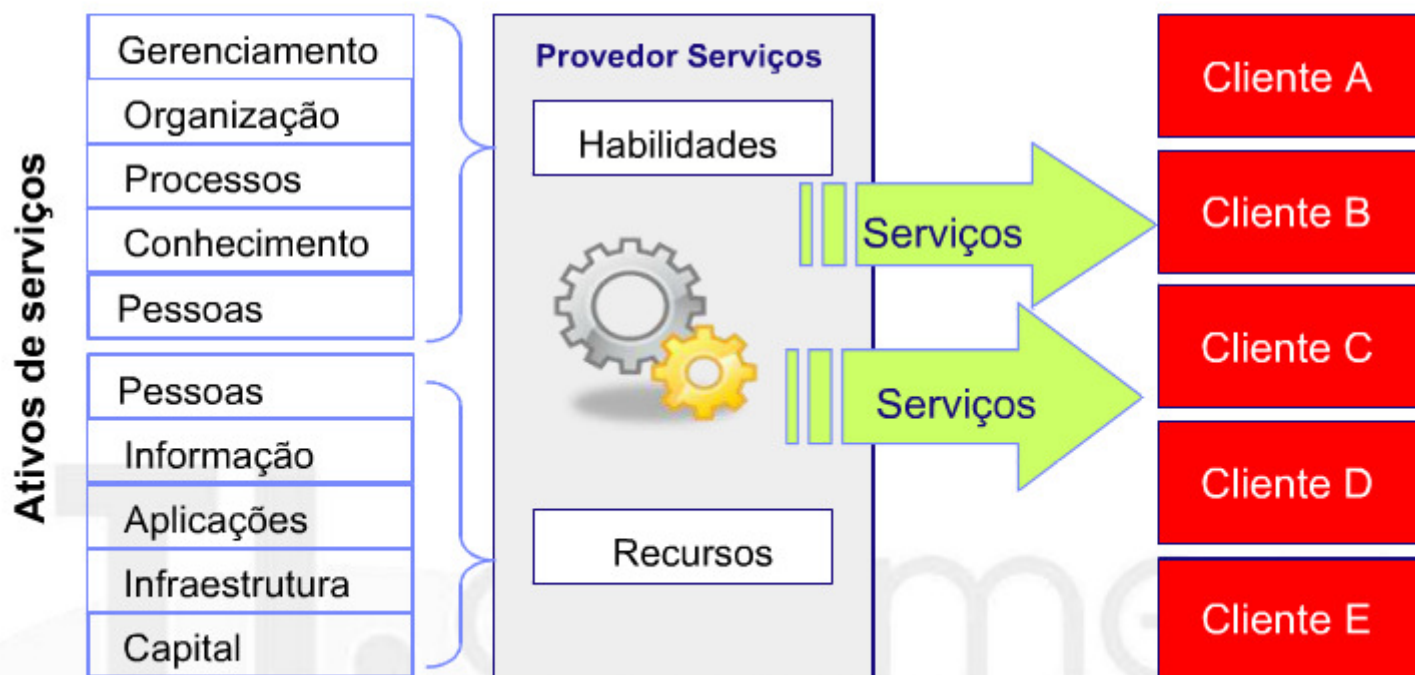 Ativos de serviços
Gerenciamento
Organização
Processos
Conhecimento
Pessoas
Pessoas
Informação
Aplicações
Infraestrutura
Capital
Provedor Serviços
Habilidades
Recursos
Serviços
Serviços
Cliente A
Cliente B
Cliente C
Cliente D
Cliente E